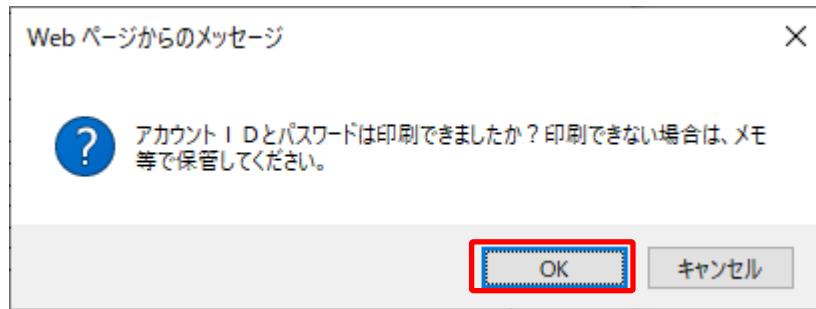 Web ページからのメッセージ
アカウントＩＤとパスワードは印刷できましたか？印刷できない場合は、メモ
等で保管してください。
OK
キャンセル